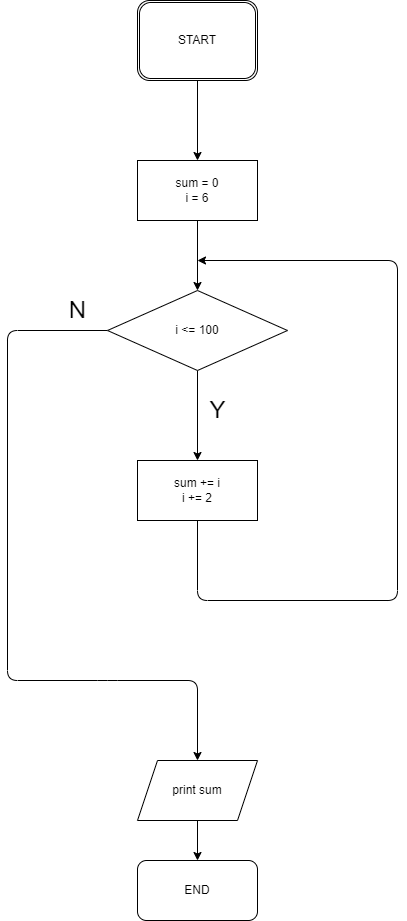 START
sum = 0
i = 6
N
i <= 100
Y
sum += i
i += 2
print sum
END